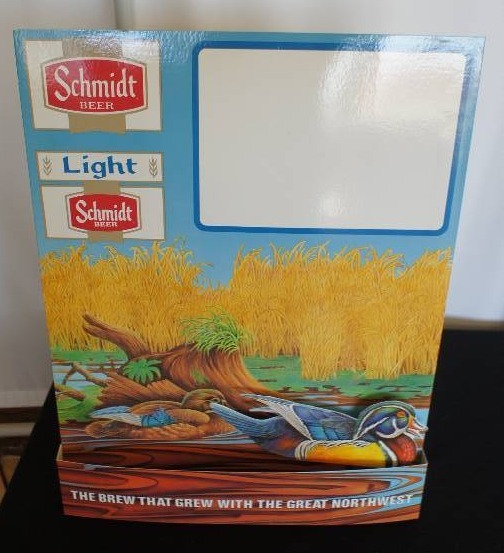 Schmidt
BEER
Light
Schmidt
BEER
THE BREW THAT GREW WITH THE GREAT NORTHWEST